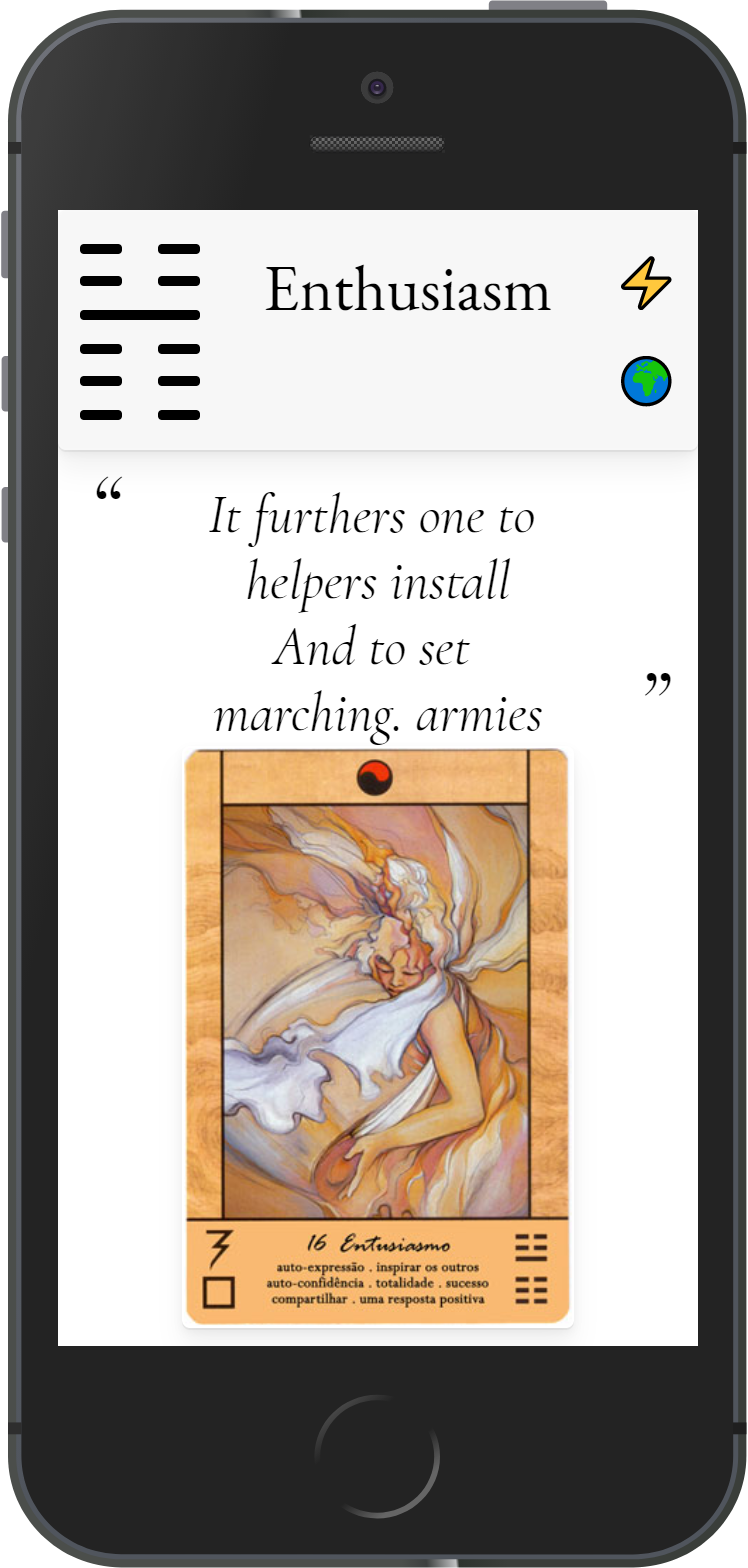 Enthusiasm
“ It furthers one to
helpers install
And to set
marching. armies ”
16 Entusiasmo
auto-expressão . inspirar os outros
auto-confidência . totalidade . sucesso
compartilhar . uma resposta positiva